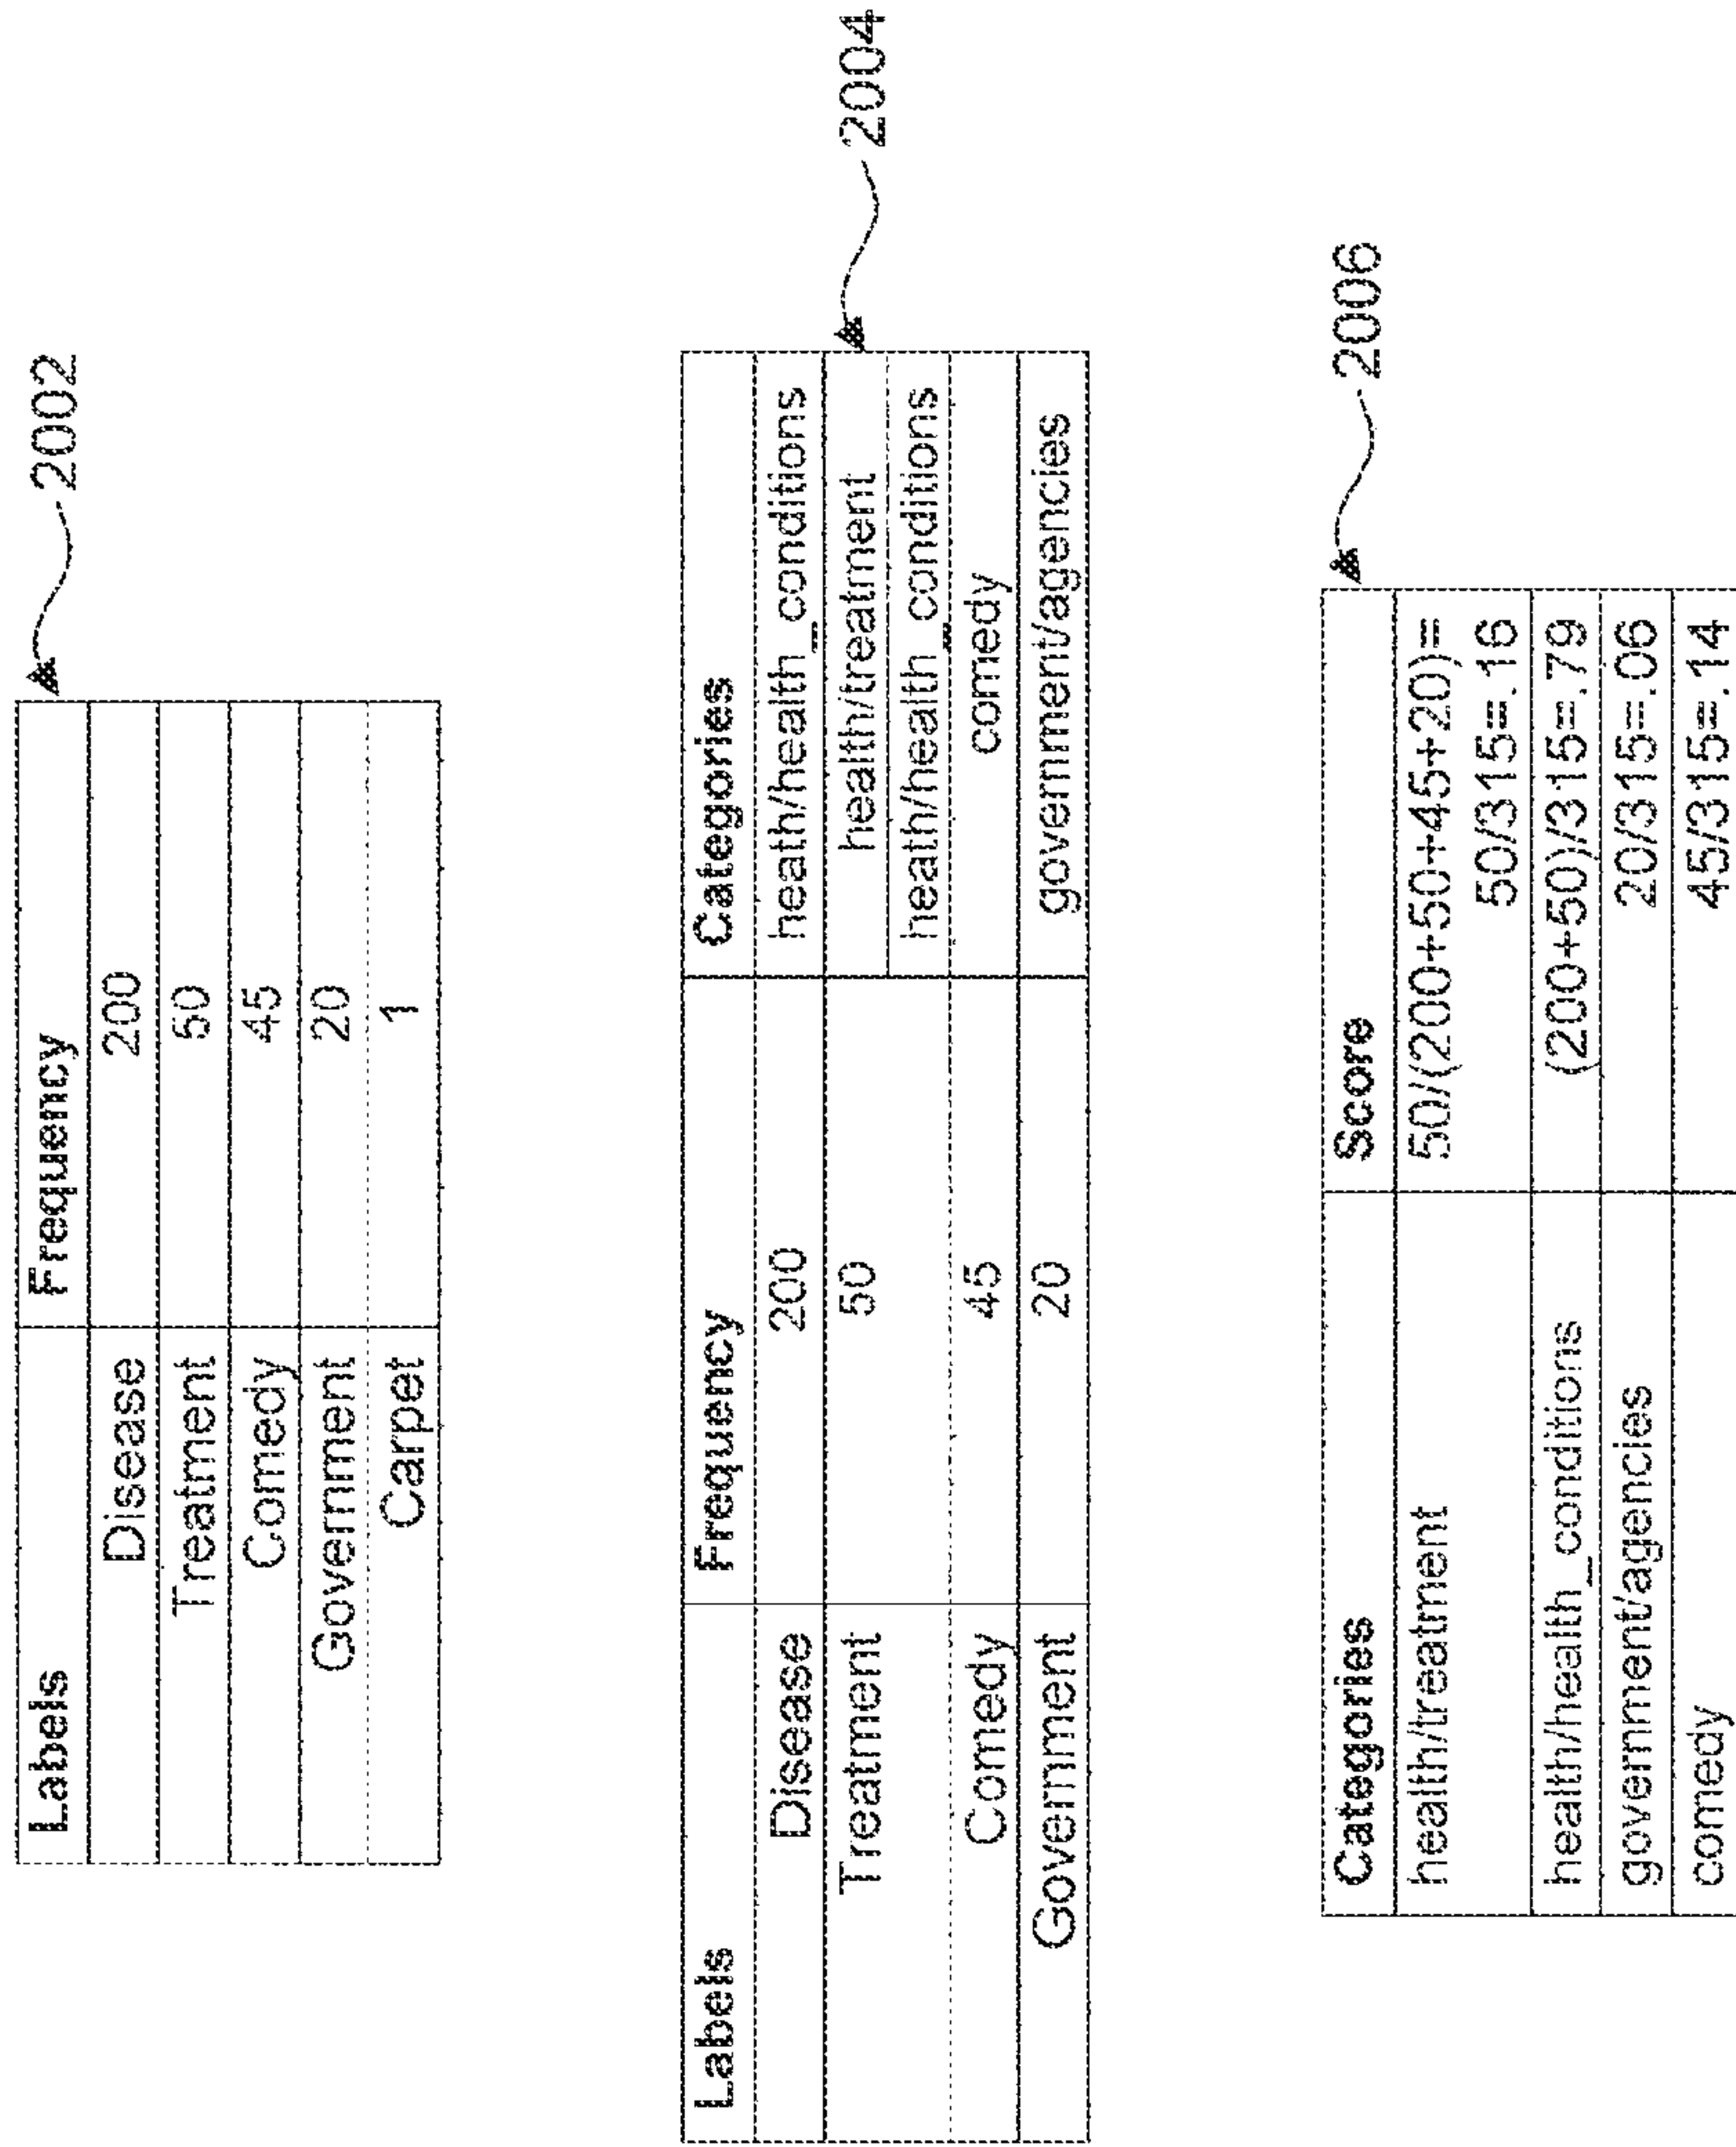 2002
Labels Frequency
Disease 200
Treatment 50
Comedy 45
Government 20
Carpet 1
2004
Labels Frequency Categories
Disease 200 heath/health_conditions
Treatment 50 health/treatment
heath/health_conditions
Comedy 45 comedy
Government 20 government/agencies
2006
Categories Score
health/treatment 50/(200+50+45+20)=
50/315=.16
health/health_conditions (200+50)/315=.79
government/agencies 20/315=.06
comedy 45/315=.14